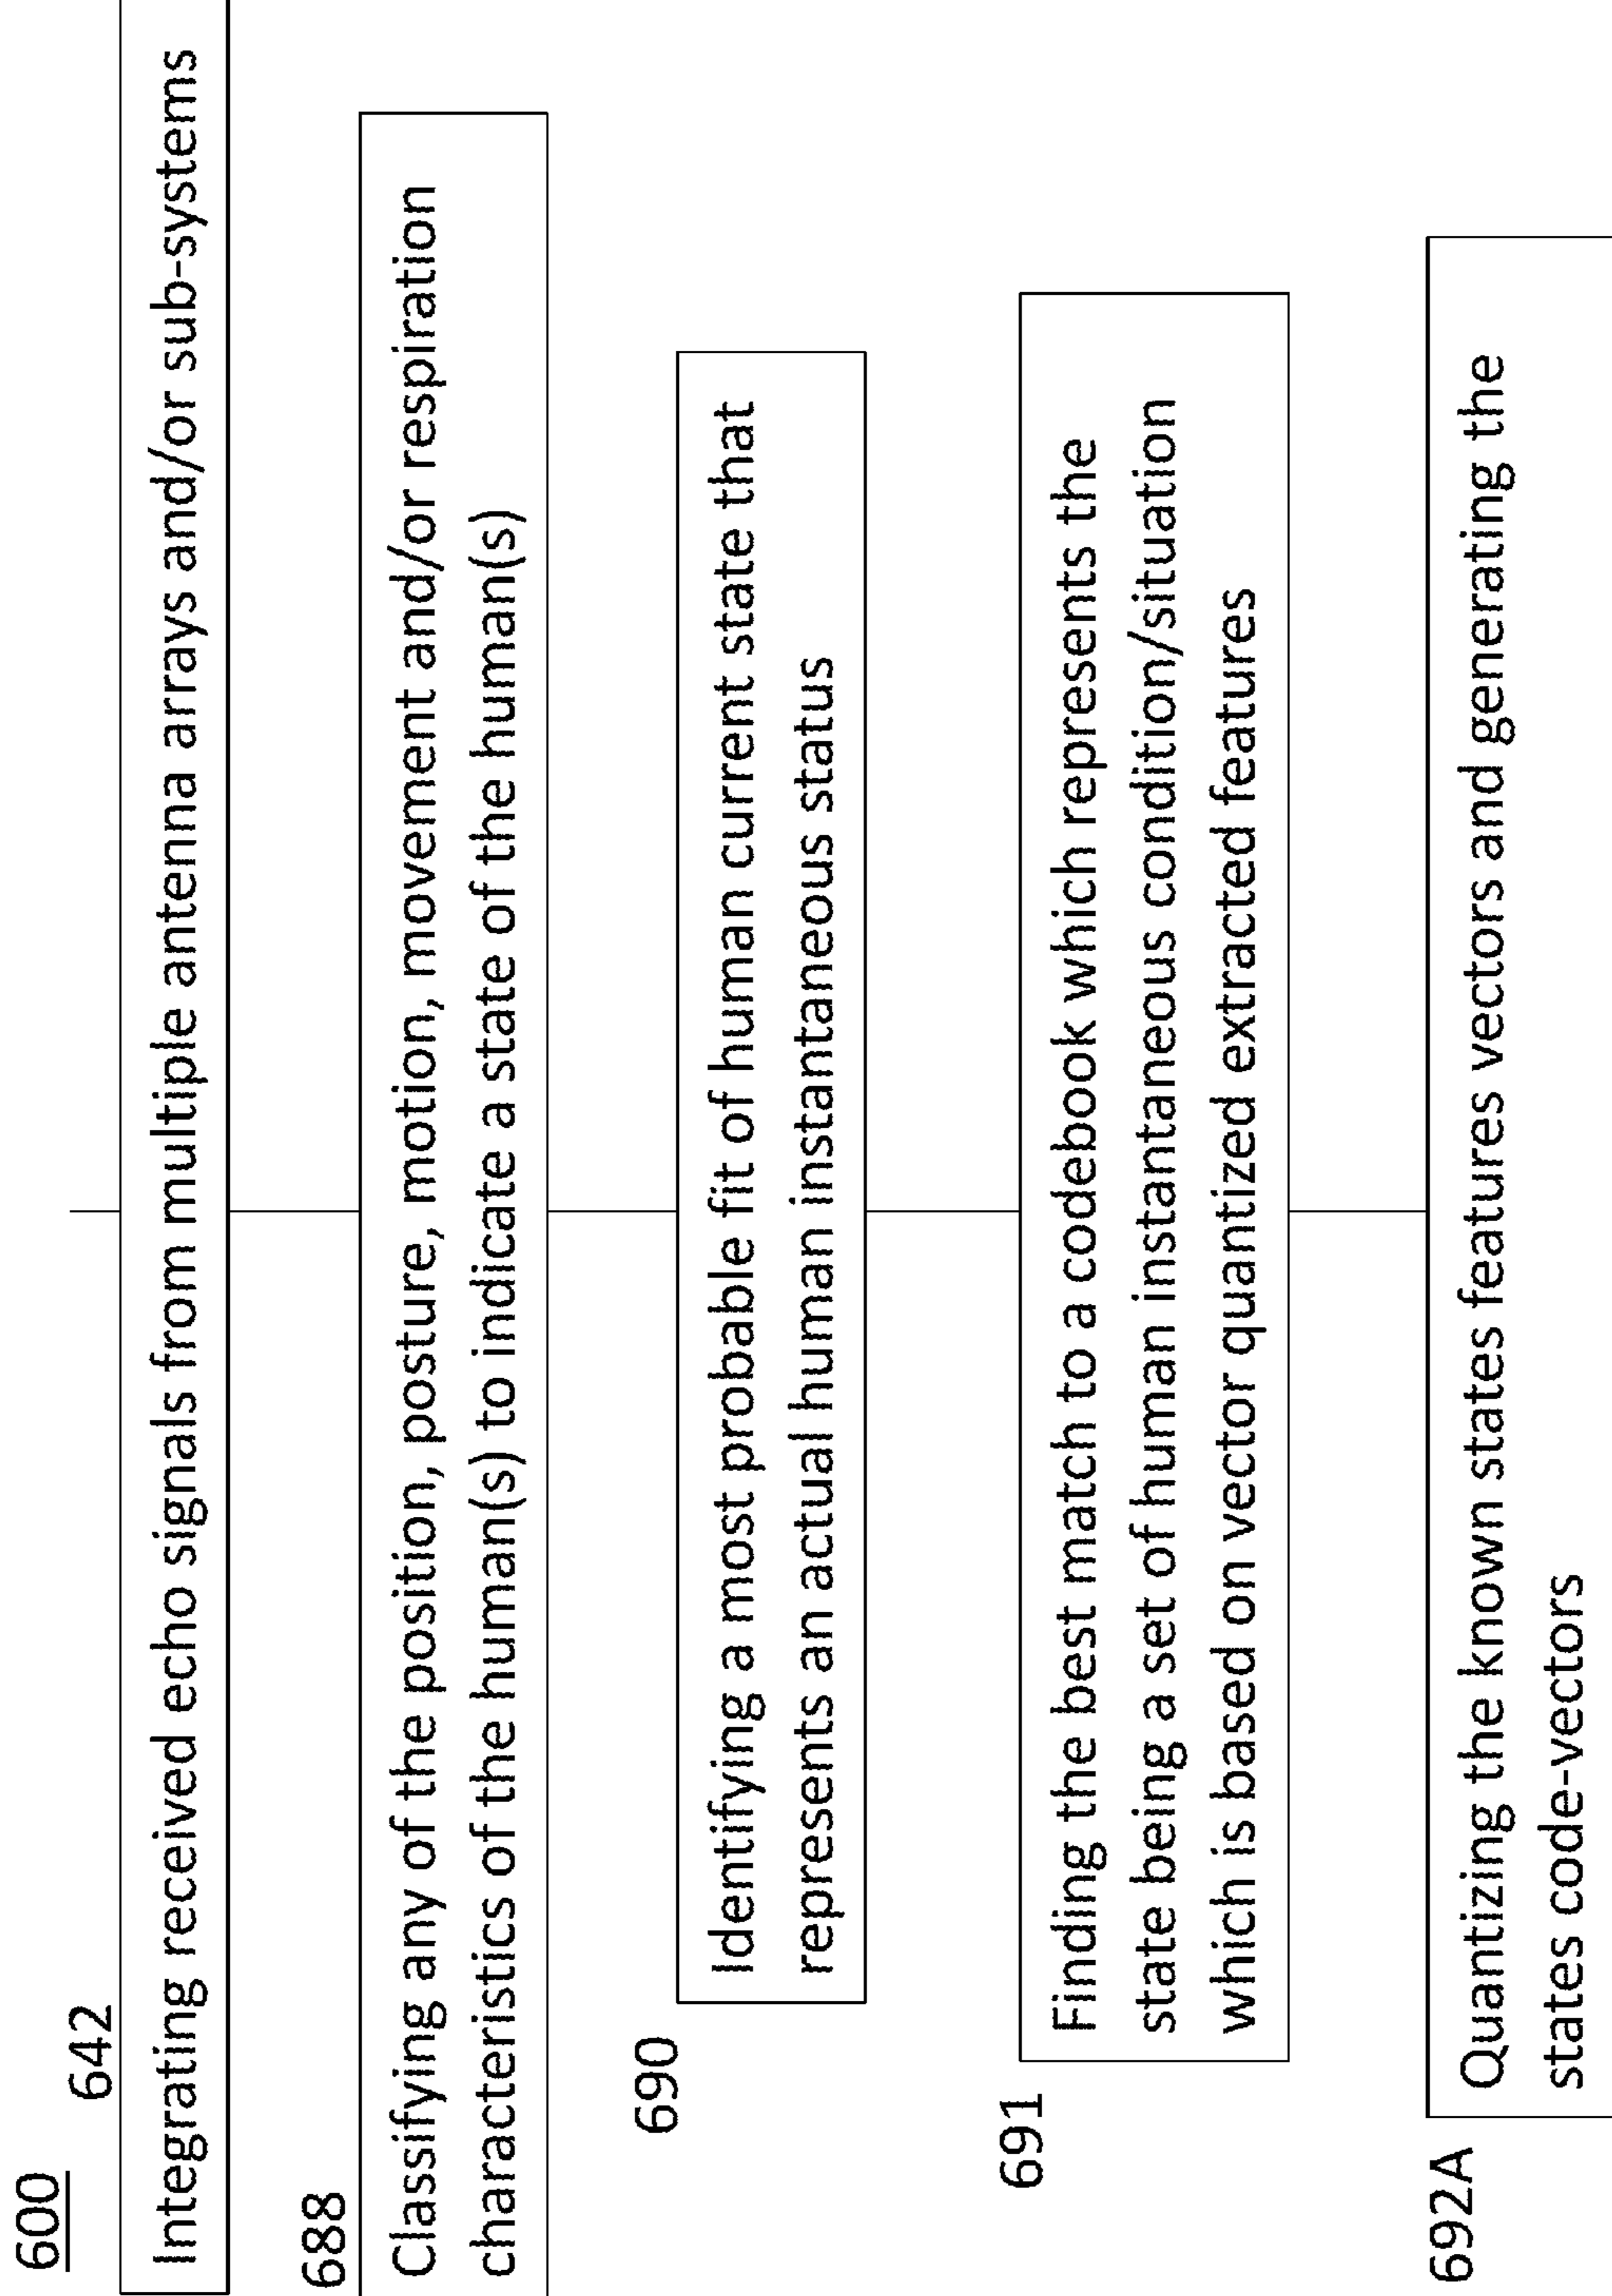 600
642
Integrating received echo signals from multiple antenna arrays and/or sub-systems
688
Classifying any of the position, posture, motion, movement and/or respiration
characteristics of the human(s) to indicate a state of the human(s)
690
Identifying a most probable fit of human current state that
represents an actual human instantaneous status
691
Finding the best match to a codebook which represents the
state being a set of human instantaneous condition/situation
which is based on vector quantized extracted features
692A
Quantizing the known states features vectors and generating the
states code-vectors